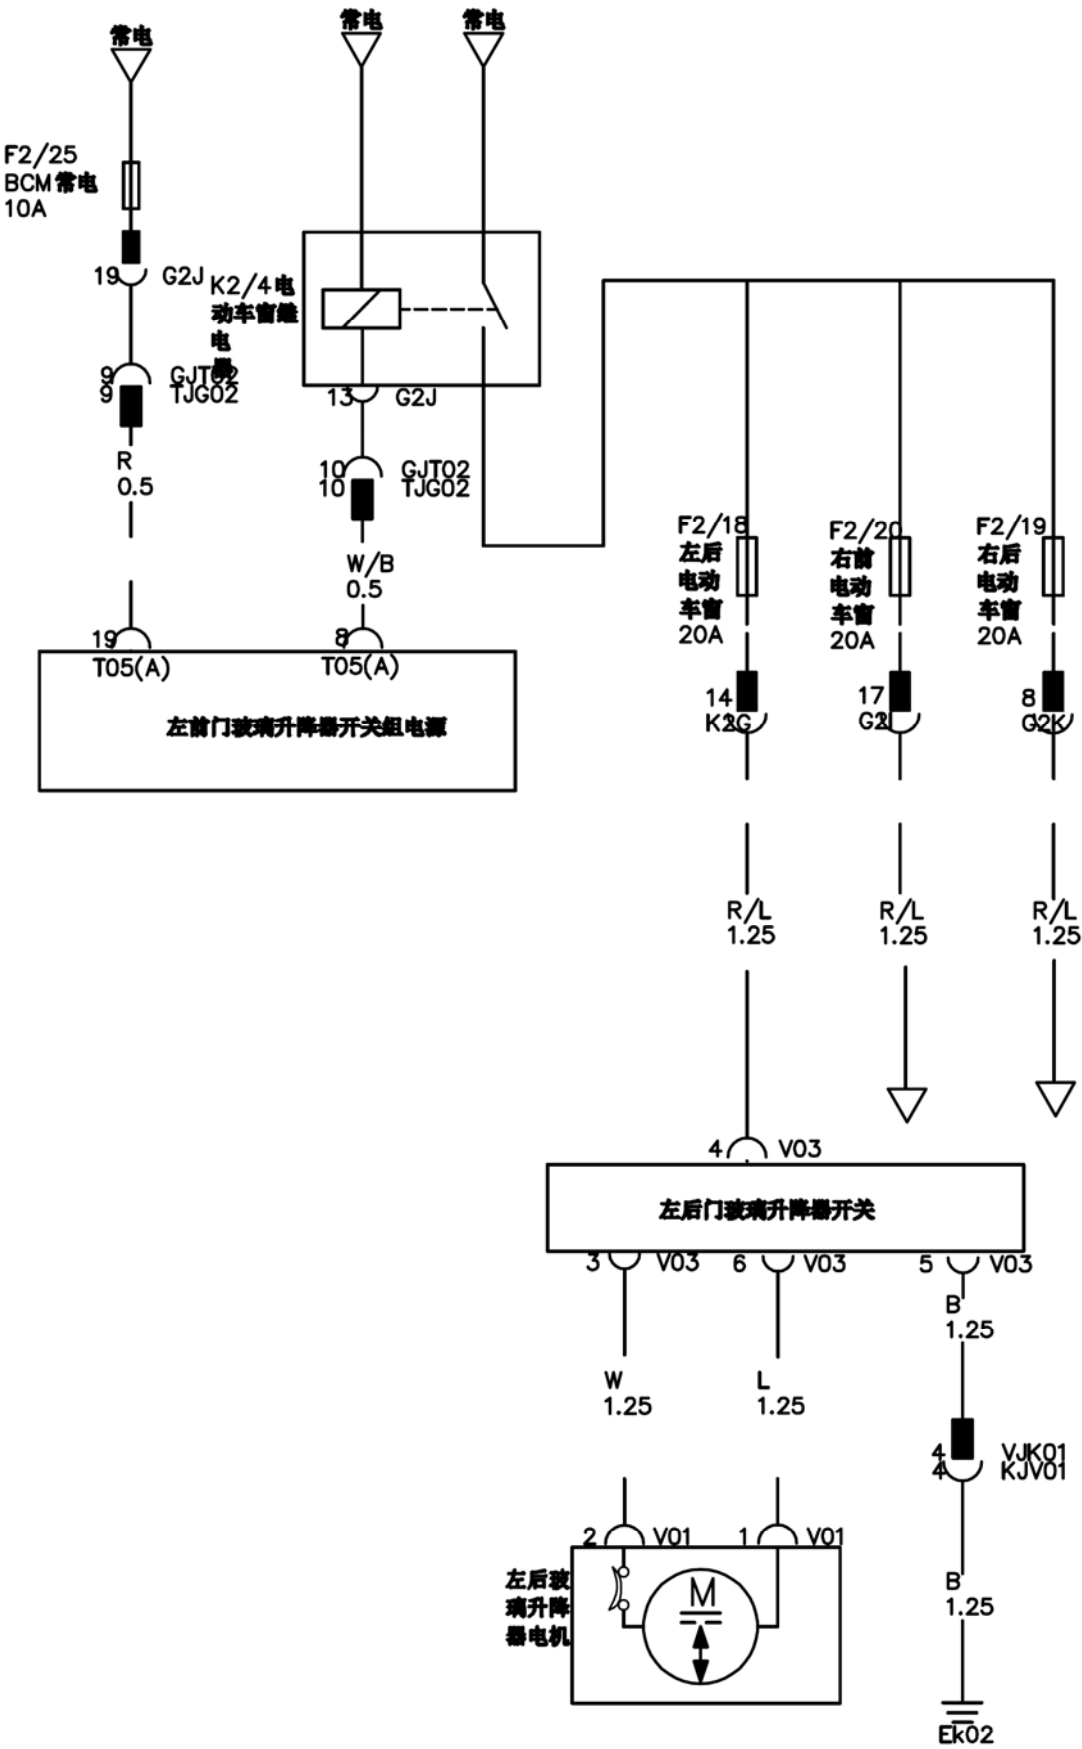 常电
常电
常电
F2/25
BCM常电
10A
19
G2J
K2/4电
动车窗继
电
器
9
GJT02
9
TJG02
R
0.5
13
G2J
10
GJT02
10
TJG02
W/B
0.5
19
T05(A)
8
T05(A)
左前门玻璃升降器开关组电源
F2/18
左后
电动
车窗
20A
F2/20
右前
电动
车窗
20A
F2/19
右后
电动
车窗
20A
14
K2G
17
G2I
8
G2K
R/L
1.25
R/L
1.25
R/L
1.25
4
V03
左后门玻璃升降器开关
3
V03
6
V03
5
V03
B
1.25
W
1.25
L
1.25
4
VJK01
4
KJV01
2
V01
1
V01
左后玻
璃升降
器电机
M
B
1.25
Ek02